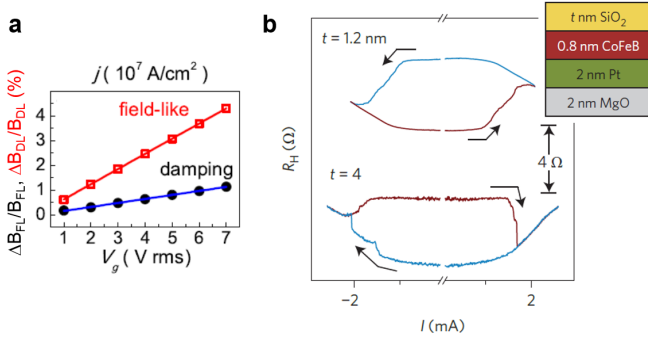 a
j ( 10⁷ A/cm² )
ΔB_FL/B_FL, ΔB_DL/B_DL (%)
4
3
2
1
0
field-like
damping
1 2 3 4 5 6 7
V_g ( V rms)
b
t = 1.2 nm
t = 4
R_H (Ω)
4 Ω
−2
2
I (mA)
t nm SiO₂
0.8 nm CoFeB
2 nm Pt
2 nm MgO